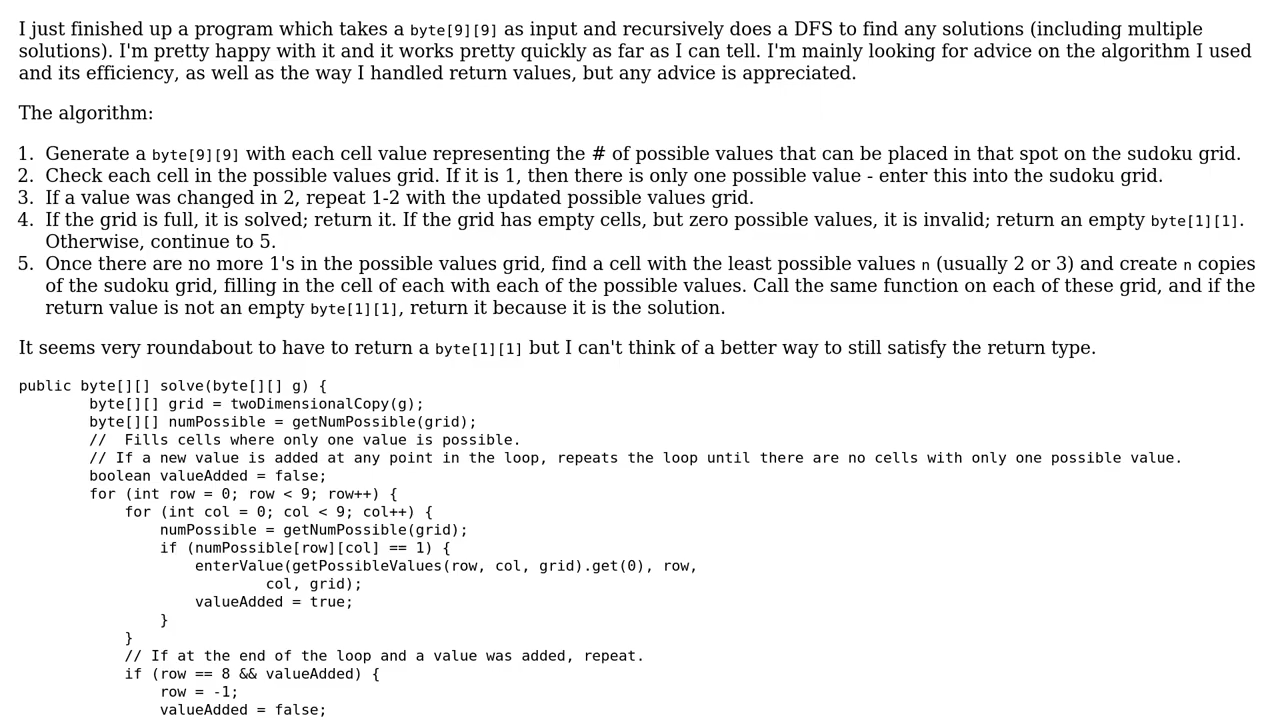 I just finished up a program which takes a byte[9][9] as input and recursively does a DFS to find any solutions (including multiple
solutions). I'm pretty happy with it and it works pretty quickly as far as I can tell. I'm mainly looking for advice on the algorithm I used
and its efficiency, as well as the way I handled return values, but any advice is appreciated.
The algorithm:
1. Generate a byte[9][9] with each cell value representing the # of possible values that can be placed in that spot on the sudoku grid.
2. Check each cell in the possible values grid. If it is 1, then there is only one possible value - enter this into the sudoku grid.
3. If a value was changed in 2, repeat 1-2 with the updated possible values grid.
4. If the grid is full, it is solved; return it. If the grid has empty cells, but zero possible values, it is invalid; return an empty byte[1][1].
Otherwise, continue to 5.
5. Once there are no more 1's in the possible values grid, find a cell with the least possible values n (usually 2 or 3) and create n copies
of the sudoku grid, filling in the cell of each with each of the possible values. Call the same function on each of these grid, and if the
return value is not an empty byte[1][1], return it because it is the solution.
It seems very roundabout to have to return a byte[1][1] but I can't think of a better way to still satisfy the return type.
public byte[][] solve(byte[][] g) {
        byte[][] grid = twoDimensionalCopy(g);
        byte[][] numPossible = getNumPossible(grid);
        //  Fills cells where only one value is possible.
        // If a new value is added at any point in the loop, repeats the loop until there are no cells with only one possible value.
        boolean valueAdded = false;
        for (int row = 0; row < 9; row++) {
            for (int col = 0; col < 9; col++) {
                numPossible = getNumPossible(grid);
                if (numPossible[row][col] == 1) {
                    enterValue(getPossibleValues(row, col, grid).get(0), row,
                            col, grid);
                    valueAdded = true;
                }
            }
            // If at the end of the loop and a value was added, repeat.
            if (row == 8 && valueAdded) {
                row = -1;
                valueAdded = false;